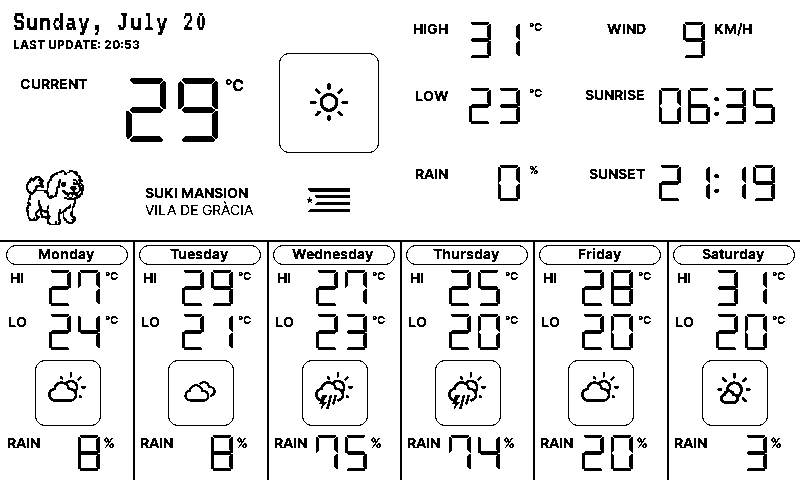 Sunday, July 20
LAST UPDATE: 20:53
CURRENT 29 °C
SUKI MANSION
VILA DE GRÀCIA
HIGH 31 °C
LOW 23 °C
RAIN 0 %
WIND 9 KM/H
SUNRISE 06:35
SUNSET 21:19
Monday
HI 27 °C
LO 24 °C
RAIN 8 %
Tuesday
HI 29 °C
LO 21 °C
RAIN 8 %
Wednesday
HI 27 °C
LO 23 °C
RAIN 75 %
Thursday
HI 25 °C
LO 20 °C
RAIN 74 %
Friday
HI 28 °C
LO 20 °C
RAIN 20 %
Saturday
HI 31 °C
LO 20 °C
RAIN 3 %